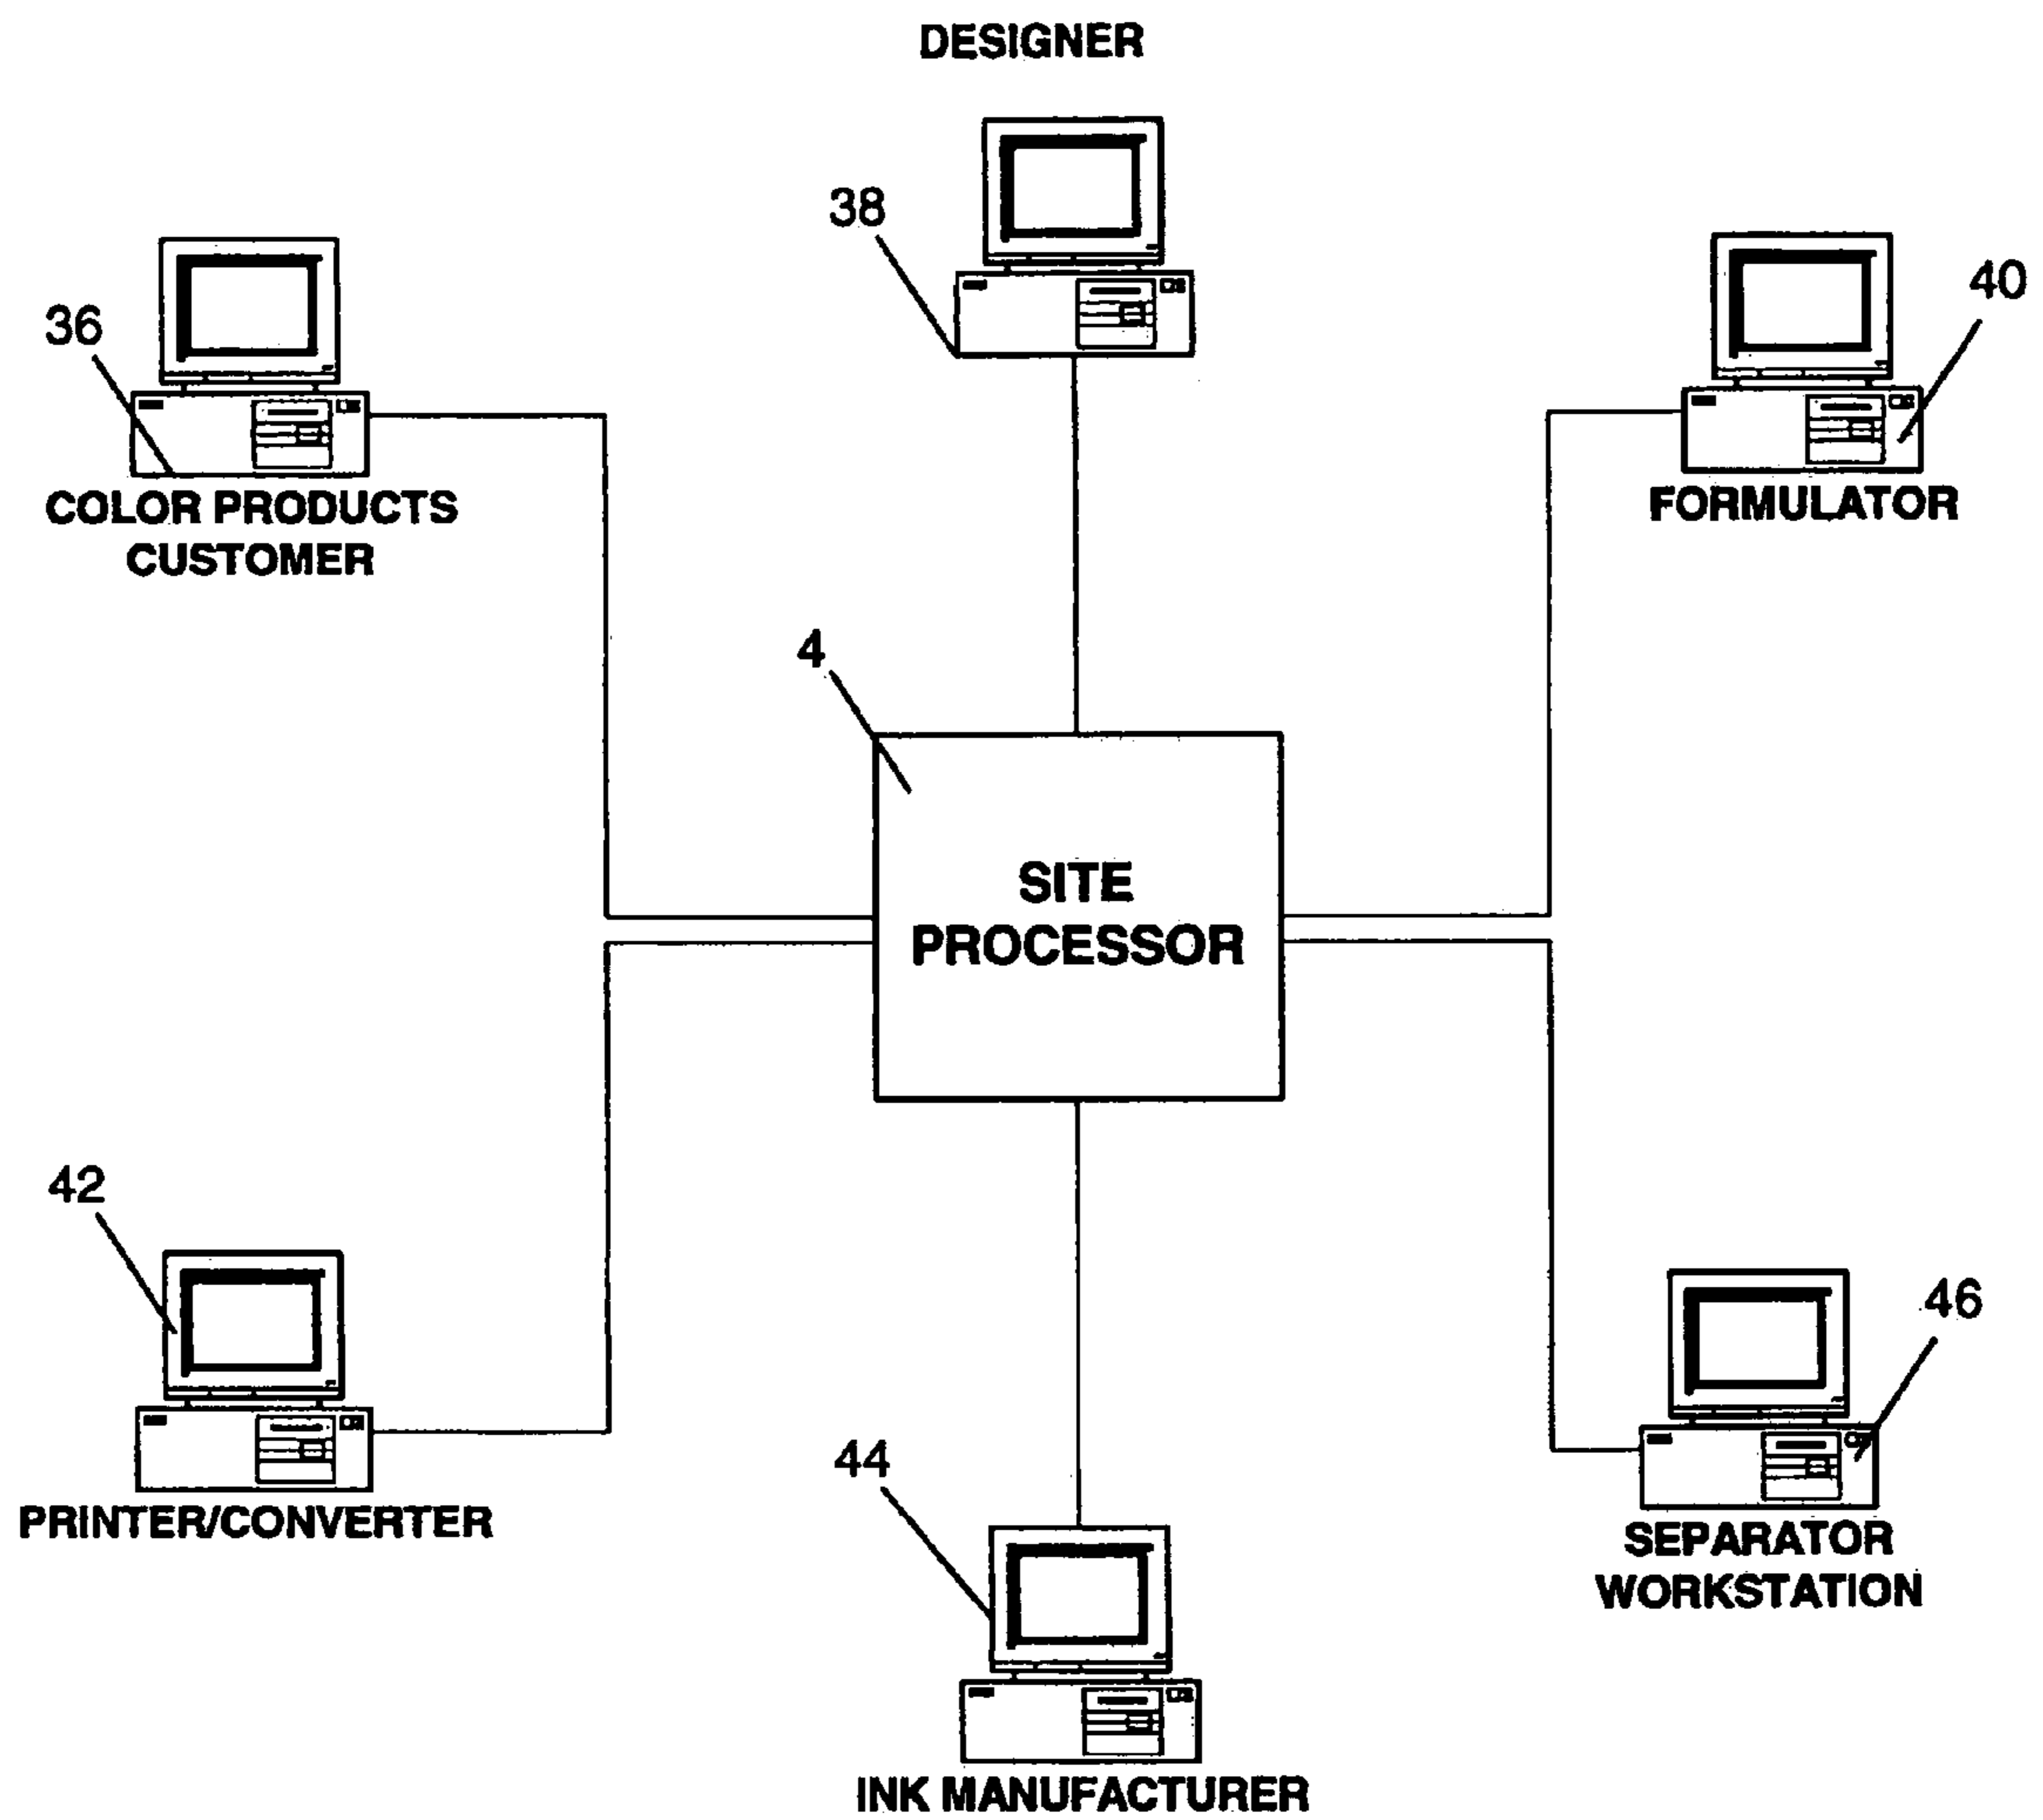 DESIGNER
38
40
36
COLOR PRODUCTS
CUSTOMER
FORMULATOR
4
SITE
PROCESSOR
42
46
PRINTER/CONVERTER
44
SEPARATOR
WORKSTATION
INK MANUFACTURER